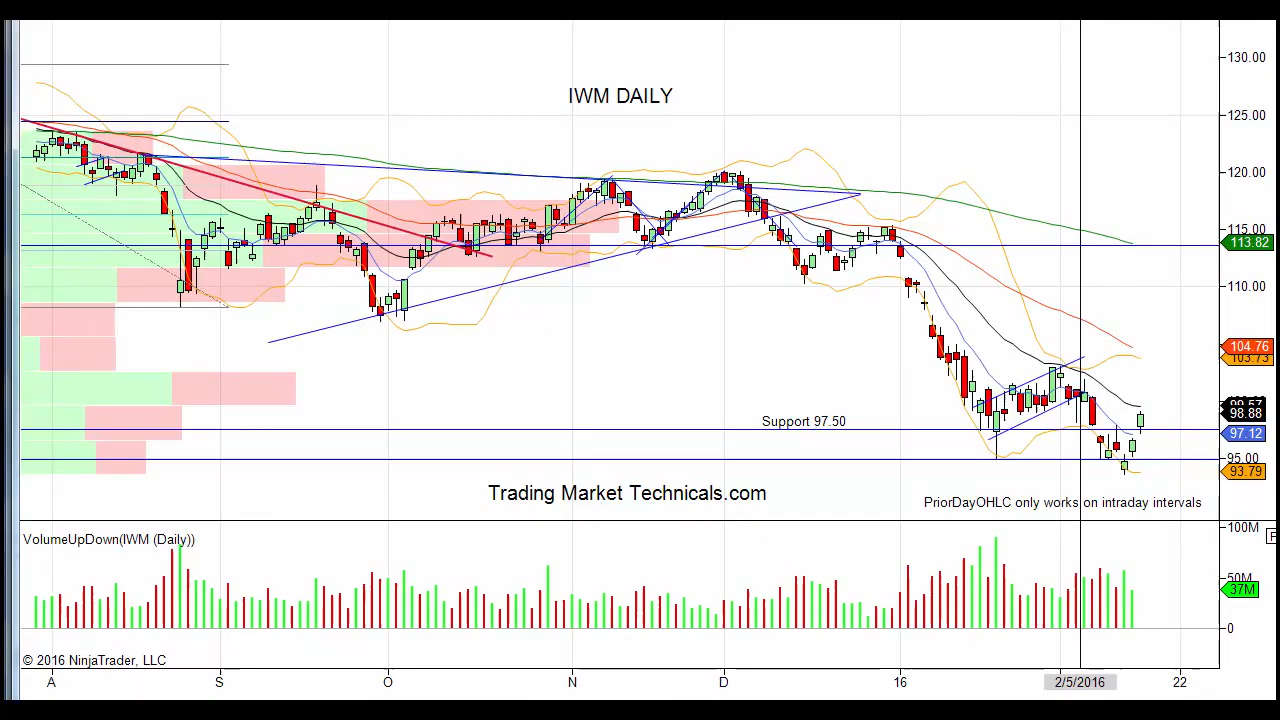 130.00
IWM DAILY
125.00
120.00
115.00
113.82
110.00
104.76
103.73
99.57
98.88
Support 97.50
97.12
95.00
93.79
Trading Market Technicals.com
PriorDayOHLC only works on intraday intervals
100M
VolumeUpDown(IWM (Daily))
F
50M
37M
0
© 2016 NinjaTrader, LLC
A S O N D 16 2/5/2016 22